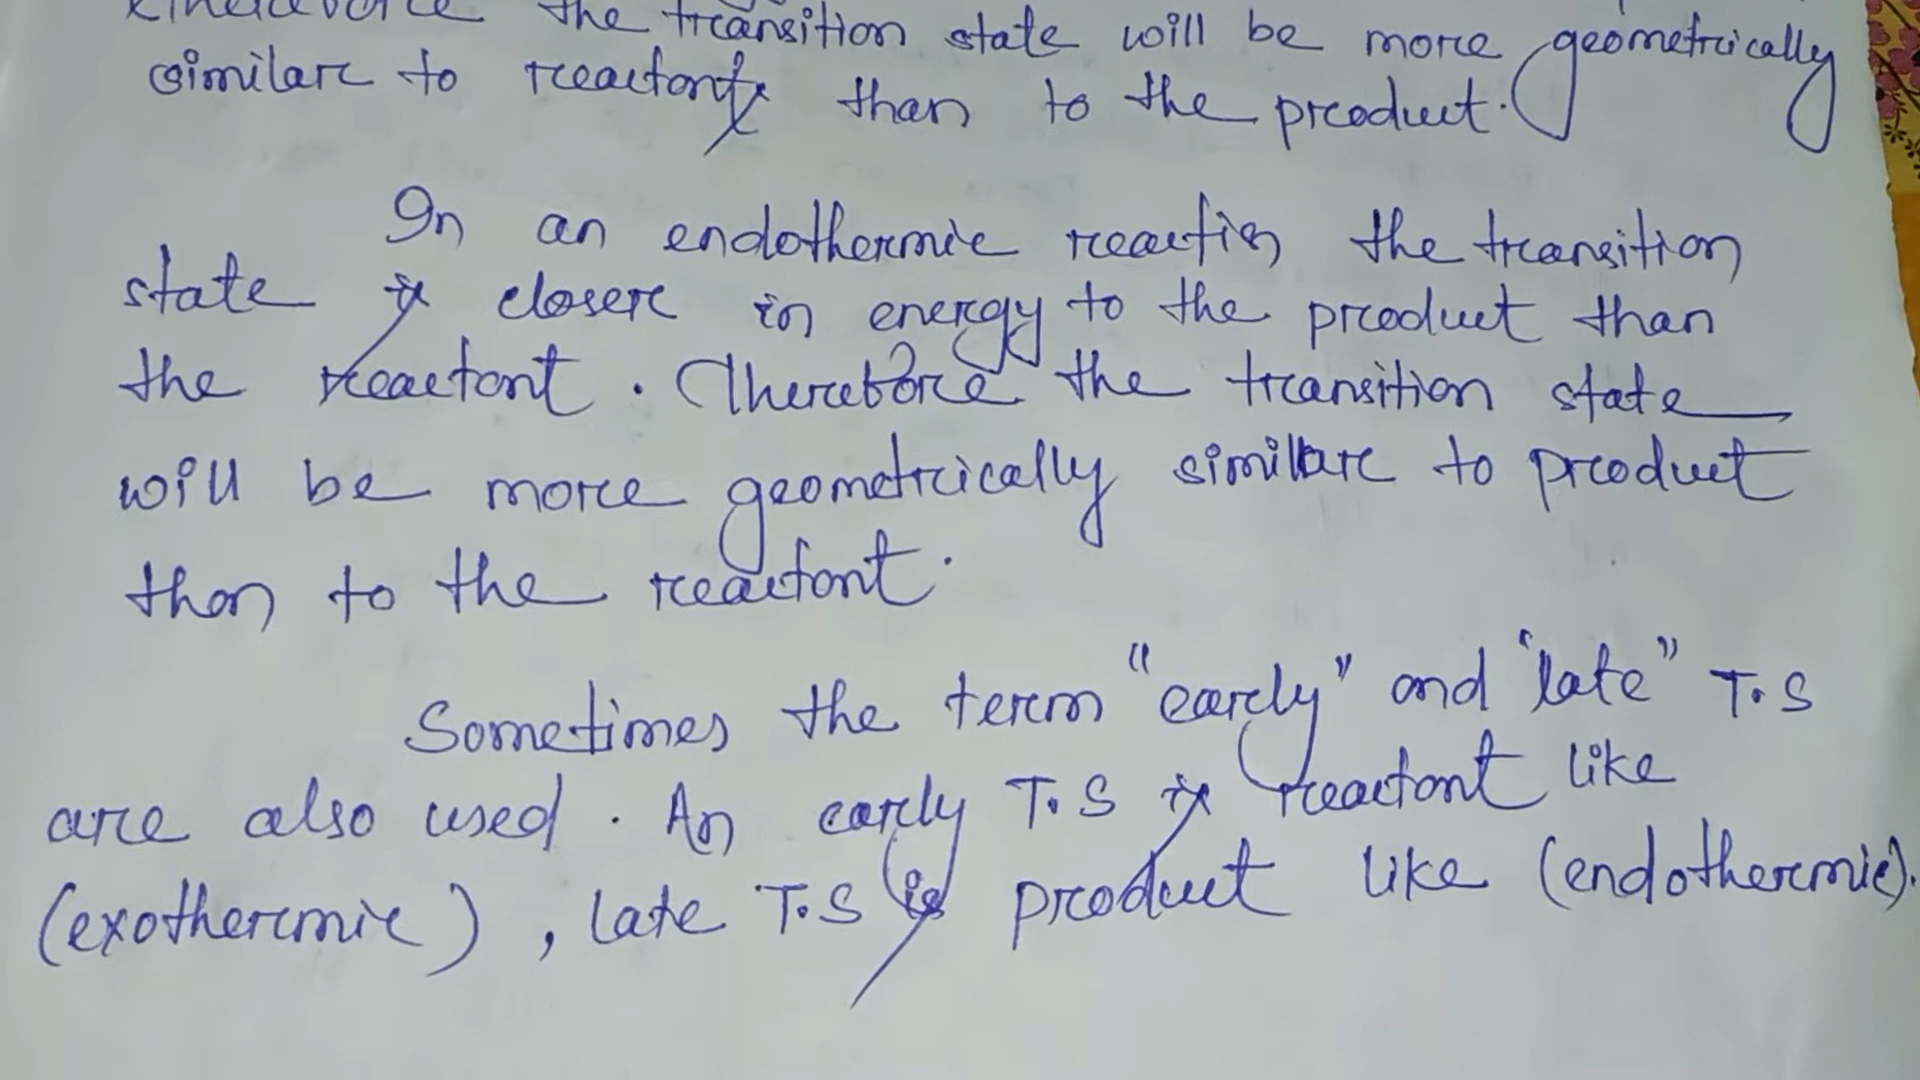 the transition state will be more geometrically
similar to reactants than to the product.
In an endothermic reaction the transition
state is closer in energy to the product than
the reactant. Therefore the transition state
will be more geometrically similar to product
than to the reactant.
Sometimes the term "early" and "late" T.S
are also used. An early T.S is reactant like
(exothermic), late T.S is product like (endothermic).